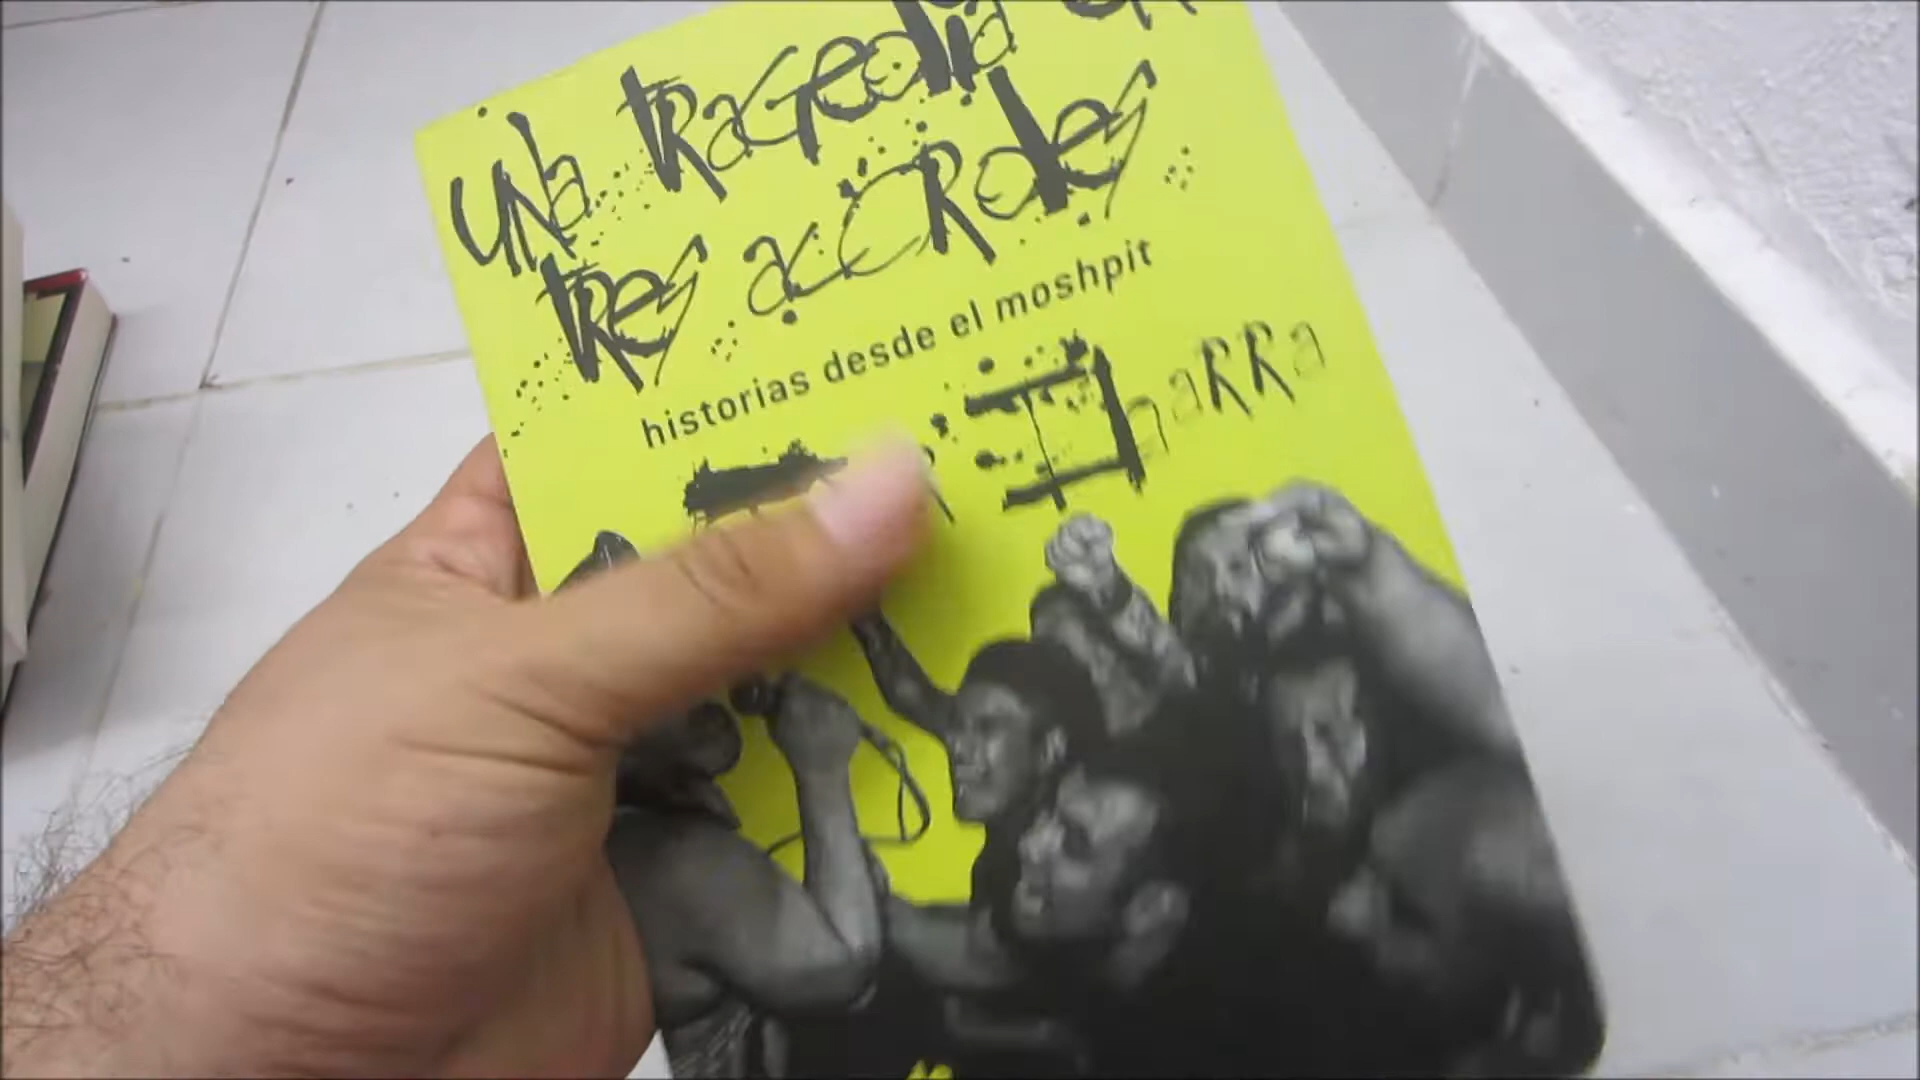 una tragedia en
tres acordes
historias desde el moshpit